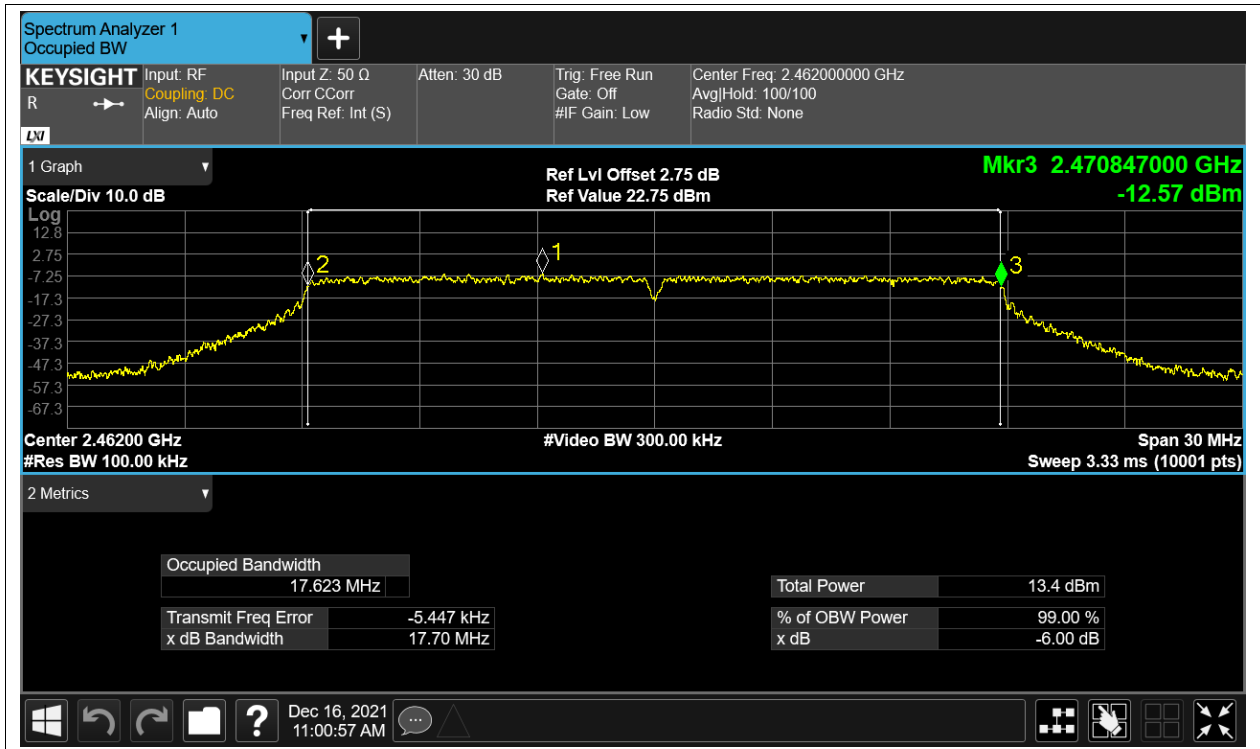 Spectrum Analyzer 1
Occupied BW
KEYSIGHT
R
LXI
Input: RF
Coupling: DC
Align: Auto
Input Z: 50 Ω
Corr CCorr
Freq Ref: Int (S)
Atten: 30 dB
Trig: Free Run
Gate: Off
#IF Gain: Low
Center Freq: 2.462000000 GHz
Avg|Hold: 100/100
Radio Std: None
1 Graph
Scale/Div 10.0 dB
Ref Lvl Offset 2.75 dB
Ref Value 22.75 dBm
Mkr3 2.470847000 GHz
-12.57 dBm
Log
12.8
2.75
-7.25
-17.3
-27.3
-37.3
-47.3
-57.3
-67.3
2
1
3
Center 2.46200 GHz
#Res BW 100.00 kHz
#Video BW 300.00 kHz
Span 30 MHz
Sweep 3.33 ms (10001 pts)
2 Metrics
Occupied Bandwidth
17.623 MHz
Transmit Freq Error -5.447 kHz
x dB Bandwidth 17.70 MHz
Total Power 13.4 dBm
% of OBW Power 99.00 %
x dB -6.00 dB
?
Dec 16, 2021
11:00:57 AM